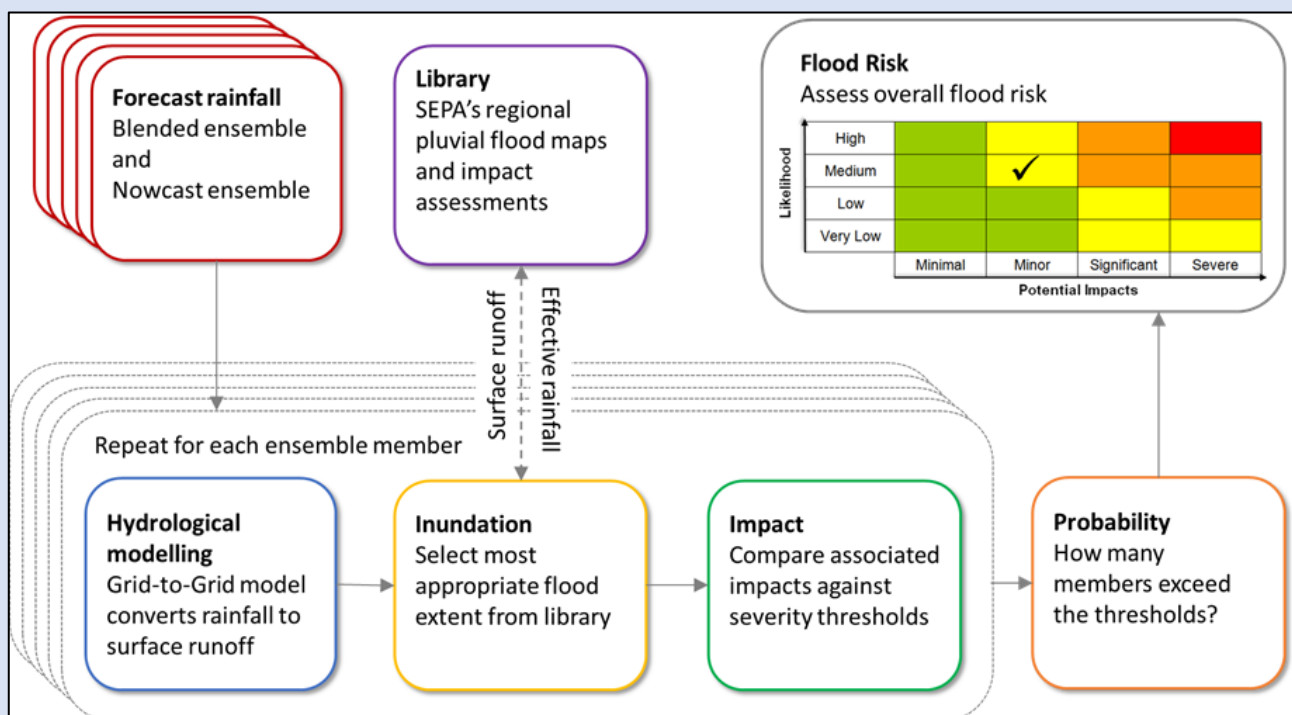 Forecast rainfall
Blended ensemble
and
Nowcast ensemble
Library
SEPA's regional
pluvial flood maps
and impact
assessments
Flood Risk
Assess overall flood risk
Likelihood
High
Medium
Low
Very Low
Minimal
Minor
Significant
Severe
Potential Impacts
Surface runoff
Effective rainfall
Repeat for each ensemble member
Hydrological
modelling
Grid-to-Grid model
converts rainfall to
surface runoff
Inundation
Select most
appropriate flood
extent from library
Impact
Compare associated
impacts against
severity thresholds
Probability
How many
members exceed
the thresholds?